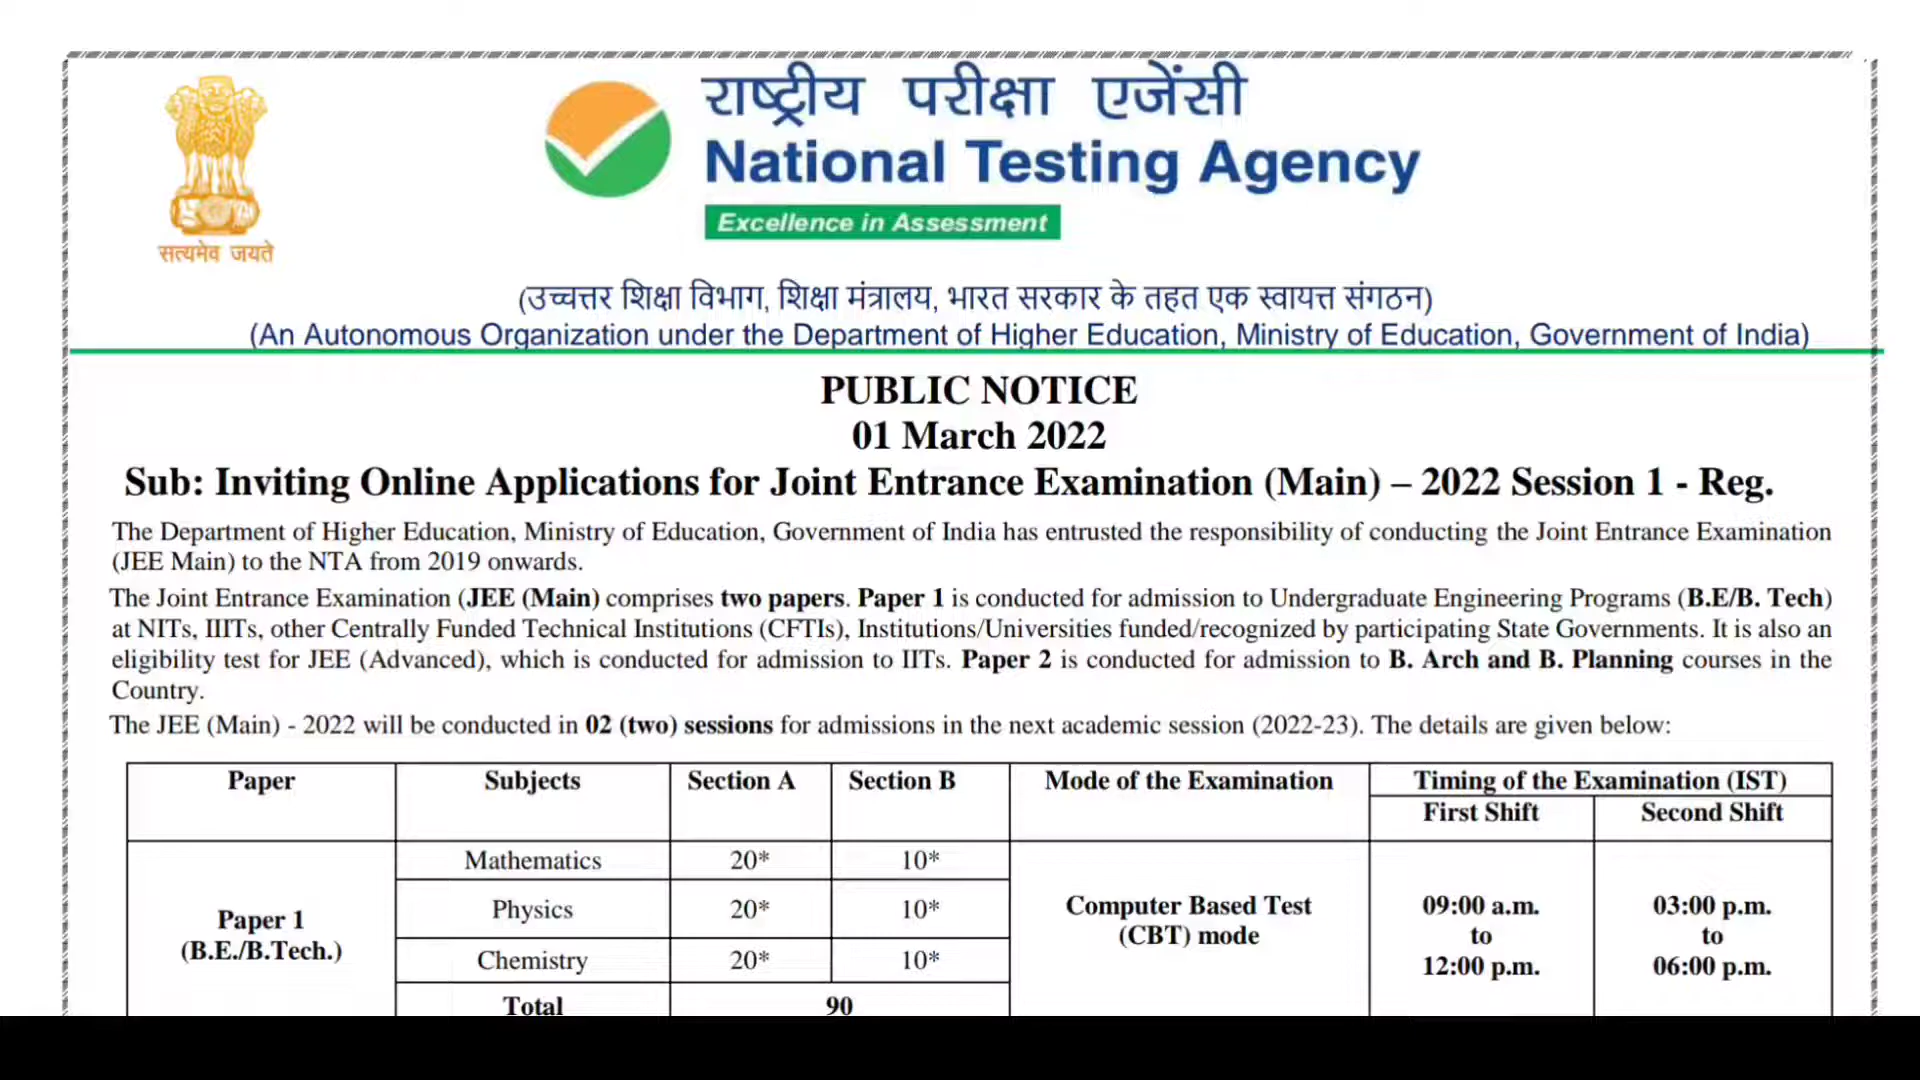 सत्यमेव जयते
राष्ट्रीय परीक्षा एजेंसी
National Testing Agency
Excellence in Assessment
(उच्चत्तर शिक्षा विभाग, शिक्षा मंत्रालय, भारत सरकार के तहत एक स्वायत्त संगठन)
(An Autonomous Organization under the Department of Higher Education, Ministry of Education, Government of India)
PUBLIC NOTICE
01 March 2022
Sub: Inviting Online Applications for Joint Entrance Examination (Main) – 2022 Session 1 - Reg.
The Department of Higher Education, Ministry of Education, Government of India has entrusted the responsibility of conducting the Joint Entrance Examination
(JEE Main) to the NTA from 2019 onwards.
The Joint Entrance Examination (JEE (Main) comprises two papers. Paper 1 is conducted for admission to Undergraduate Engineering Programs (B.E/B. Tech)
at NITs, IIITs, other Centrally Funded Technical Institutions (CFTIs), Institutions/Universities funded/recognized by participating State Governments. It is also an
eligibility test for JEE (Advanced), which is conducted for admission to IITs. Paper 2 is conducted for admission to B. Arch and B. Planning courses in the
Country.
The JEE (Main) - 2022 will be conducted in 02 (two) sessions for admissions in the next academic session (2022-23). The details are given below:
Paper Subjects Section A Section B Mode of the Examination Timing of the Examination (IST)
First Shift Second Shift
Mathematics 20* 10*
Paper 1
(B.E./B.Tech.)
Physics 20* 10*
Computer Based Test
(CBT) mode
09:00 a.m.
to
12:00 p.m.
03:00 p.m.
to
06:00 p.m.
Chemistry 20* 10*
Total 90